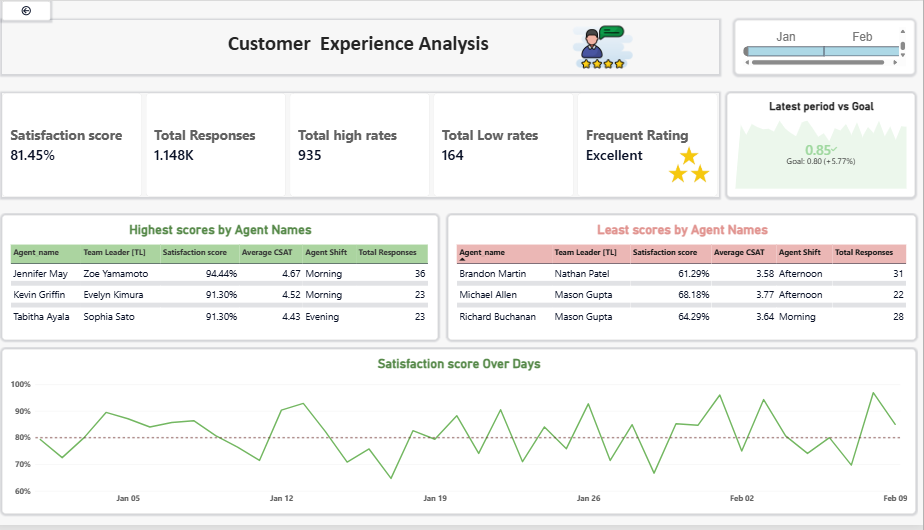 Customer  Experience Analysis
Jan Feb
Satisfaction score
81.45%
Total Responses
1.148K
Total high rates
935
Total Low rates
164
Frequent Rating
Excellent
Latest period vs Goal
0.85✓
Goal: 0.80 (+5.77%)
Highest scores by Agent Names
Agent_name Team Leader [TL] Satisfaction score Average CSAT Agent Shift Total Responses
Jennifer May Zoe Yamamoto 94.44% 4.67 Morning 36
Kevin Griffin Evelyn Kimura 91.30% 4.52 Morning 23
Tabitha Ayala Sophia Sato 91.30% 4.43 Evening 23
Least scores by Agent Names
Agent_name Team Leader [TL] Satisfaction score Average CSAT Agent Shift Total Responses
Brandon Martin Nathan Patel 61.29% 3.58 Afternoon 31
Michael Allen Mason Gupta 68.18% 3.77 Afternoon 22
Richard Buchanan Mason Gupta 64.29% 3.64 Morning 28
Satisfaction score Over Days
100%
90%
80%
70%
60%
Jan 05 Jan 12 Jan 19 Jan 26 Feb 02 Feb 09